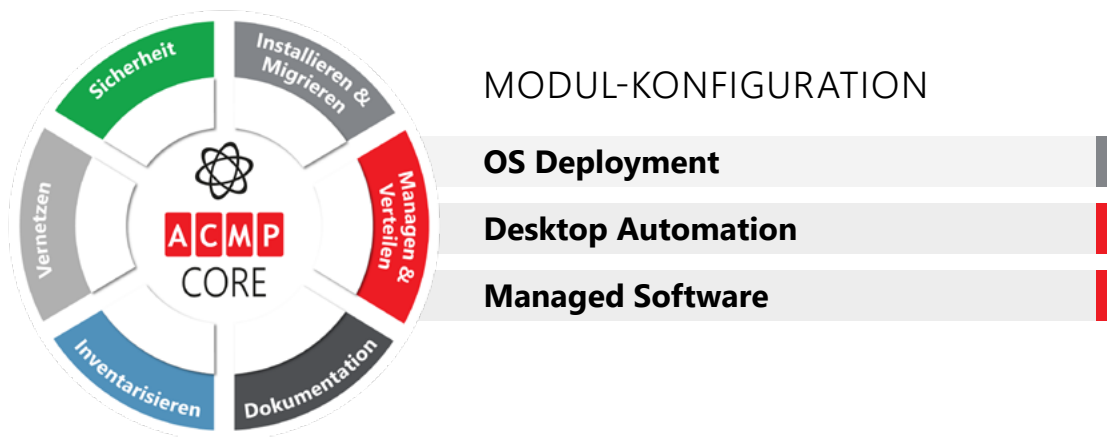 Sicherheit
Installieren &
Migrieren
Managen &
Verteilen
Dokumentation
Inventarisieren
Vernetzen
ACMP
CORE
MODUL-KONFIGURATION
OS Deployment
Desktop Automation
Managed Software